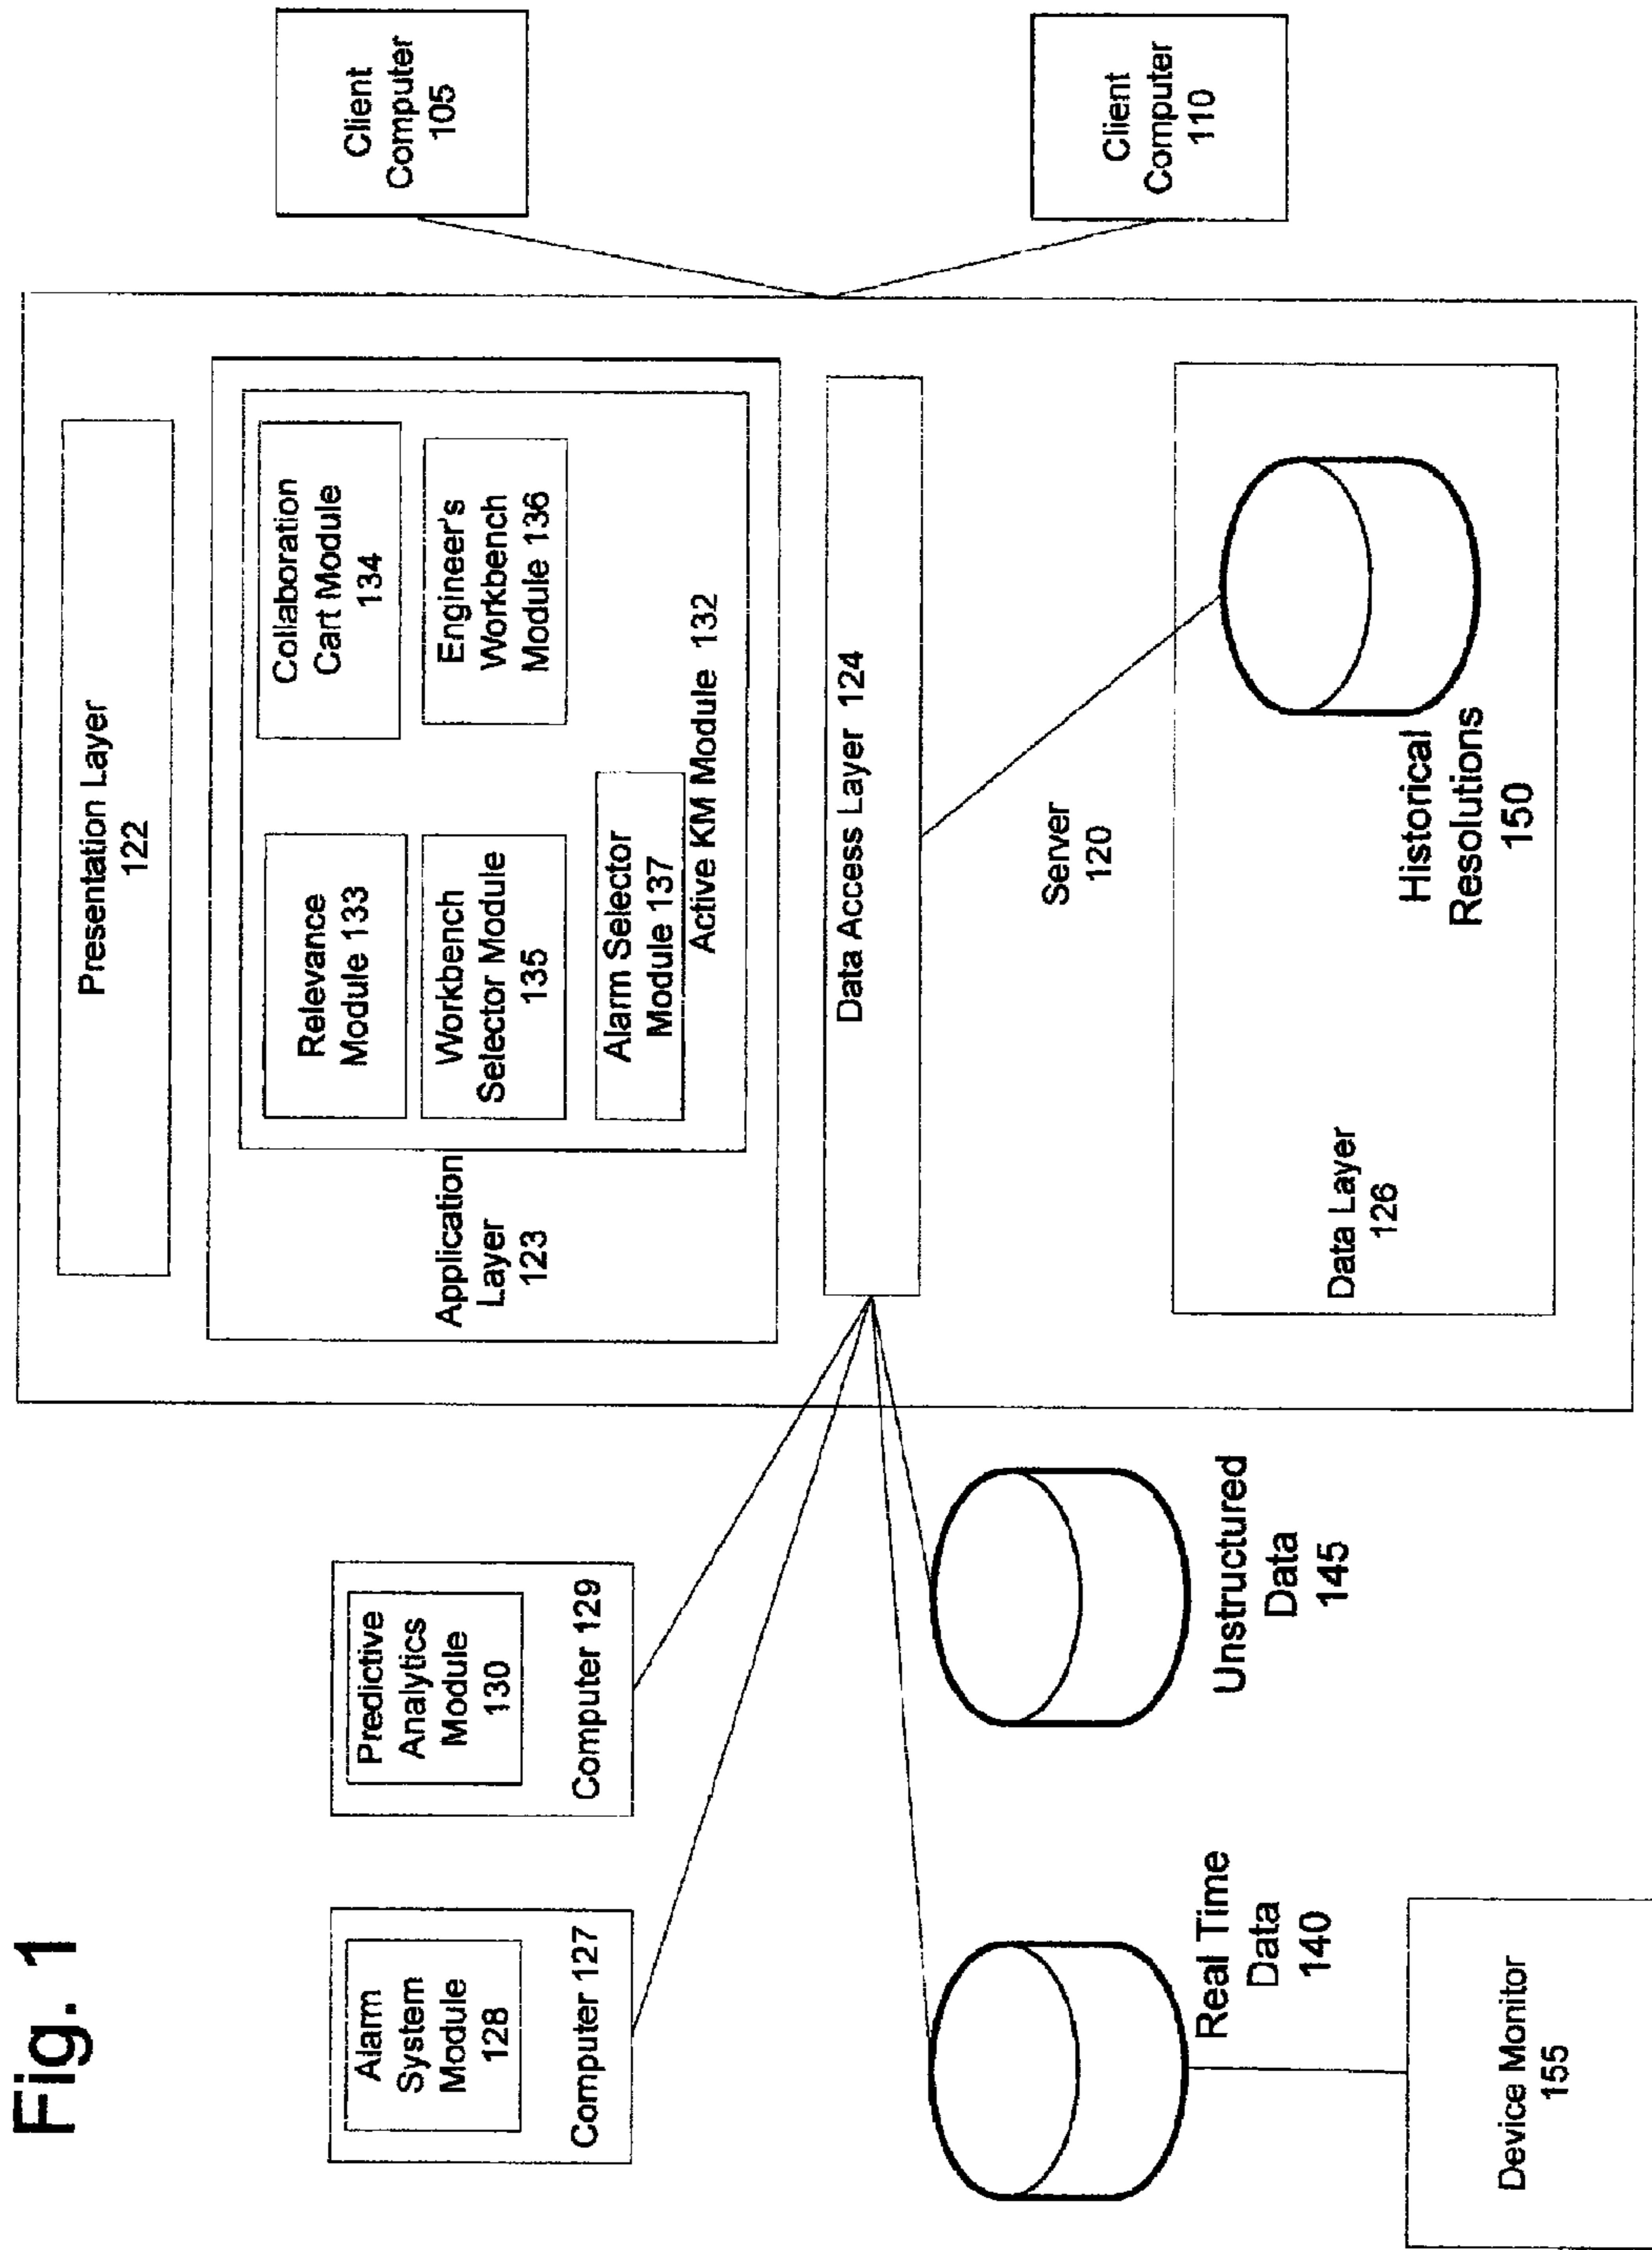 Fig. 1
Alarm
System
Module
128
Computer 127
Predictive
Analytics
Module
130
Computer 129
Real Time
Data
140
Unstructured
Data
145
Device Monitor
155
Presentation Layer
122
Application
Layer
123
Relevance
Module 133
Collaboration
Cart Module
134
Workbench
Selector Module
135
Engineer's
Workbench
Module 136
Alarm Selector
Module 137
Active KM Module 132
Data Access Layer 124
Server
120
Data Layer
126
Historical
Resolutions
150
Client
Computer
105
Client
Computer
110